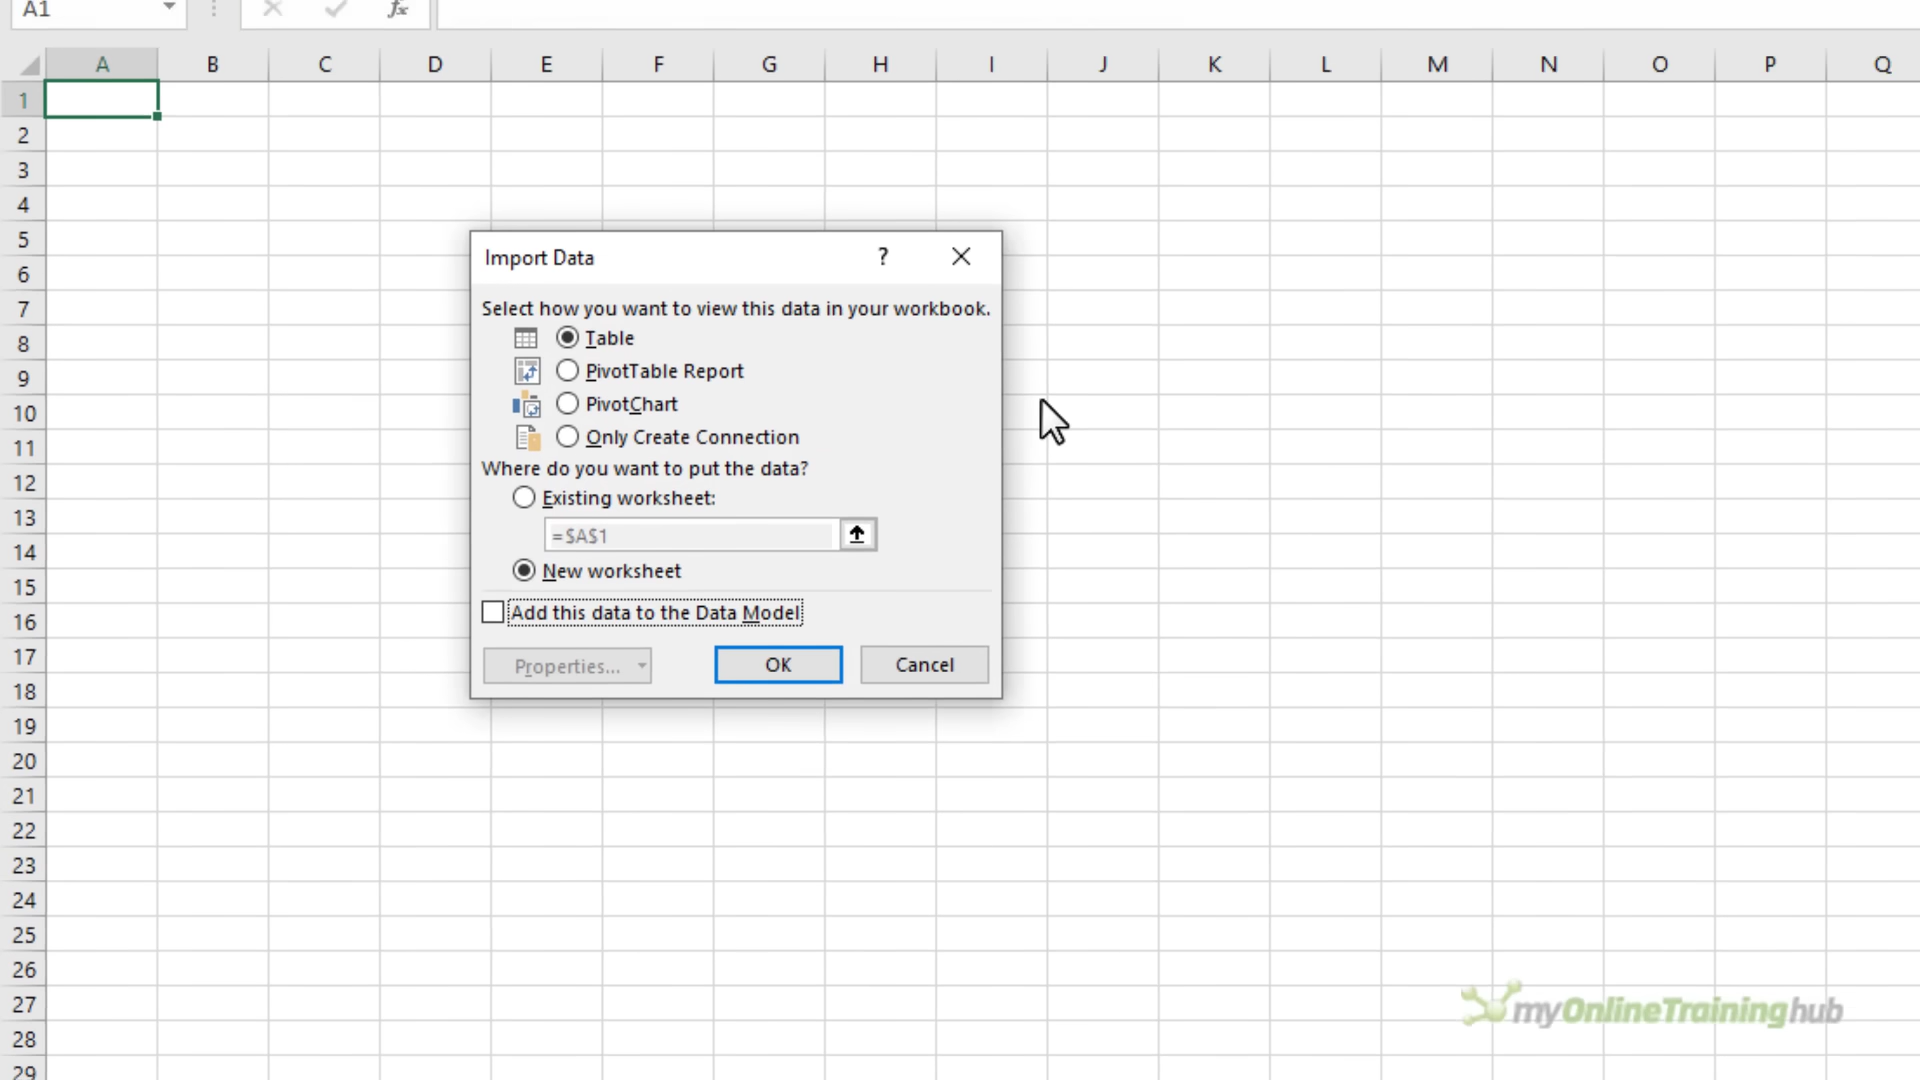 A1
fx
A B C D E F G H I J K L M N O P Q
1
2
3
4
5
6
7
8
9
10
11
12
13
14
15
16
17
18
19
20
21
22
23
24
25
26
27
28
29
Import Data ?
Select how you want to view this data in your workbook.
Table
PivotTable Report
PivotChart
Only Create Connection
Where do you want to put the data?
Existing worksheet:
=$A$1
New worksheet
Add this data to the Data Model
Properties... OK Cancel
myOnlineTraininghub